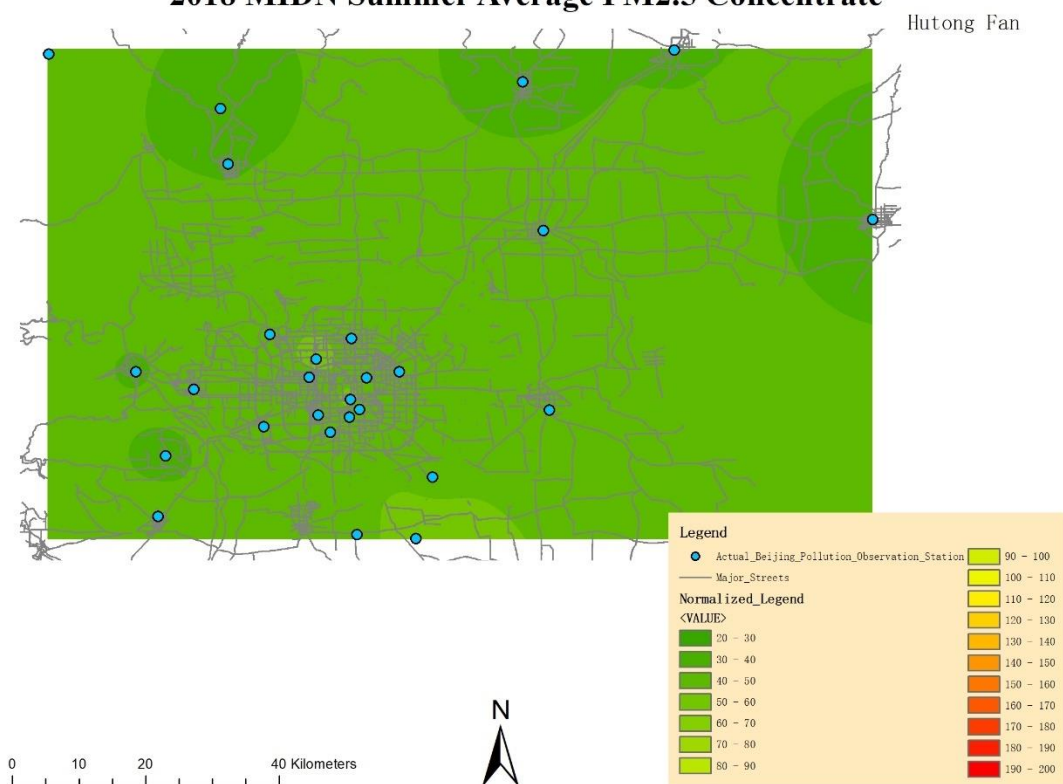 2018 MIDN Summer Average PM2.5 Concentrate
Hutong Fan
Legend
Actual_Beijing_Pollution_Observation_Station
Major_Streets
Normalized_Legend
<VALUE>
20 - 30
30 - 40
40 - 50
50 - 60
60 - 70
70 - 80
80 - 90
90 - 100
100 - 110
110 - 120
120 - 130
130 - 140
140 - 150
150 - 160
160 - 170
170 - 180
180 - 190
190 - 200
N
0 10 20 40 Kilometers